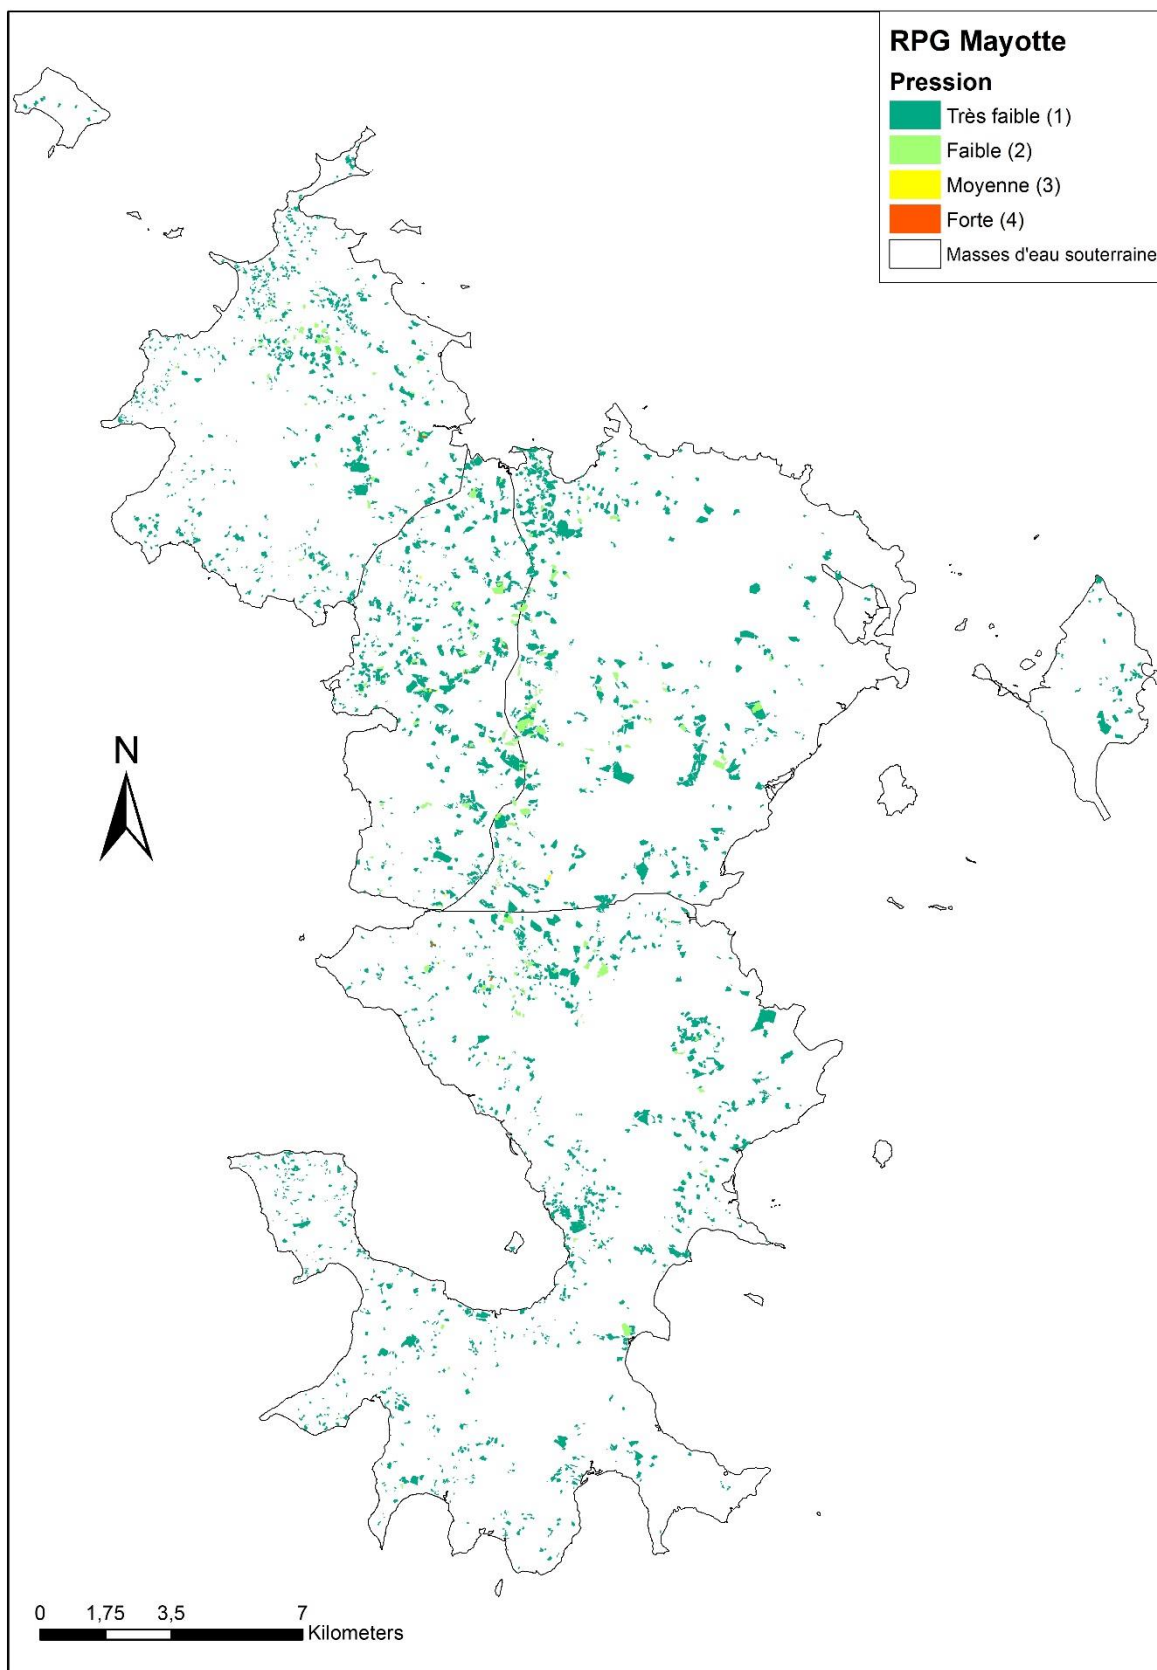 RPG Mayotte
Pression
Très faible (1)
Faible (2)
Moyenne (3)
Forte (4)
Masses d'eau souterraine
N
0 1,75 3,5 7
Kilometers